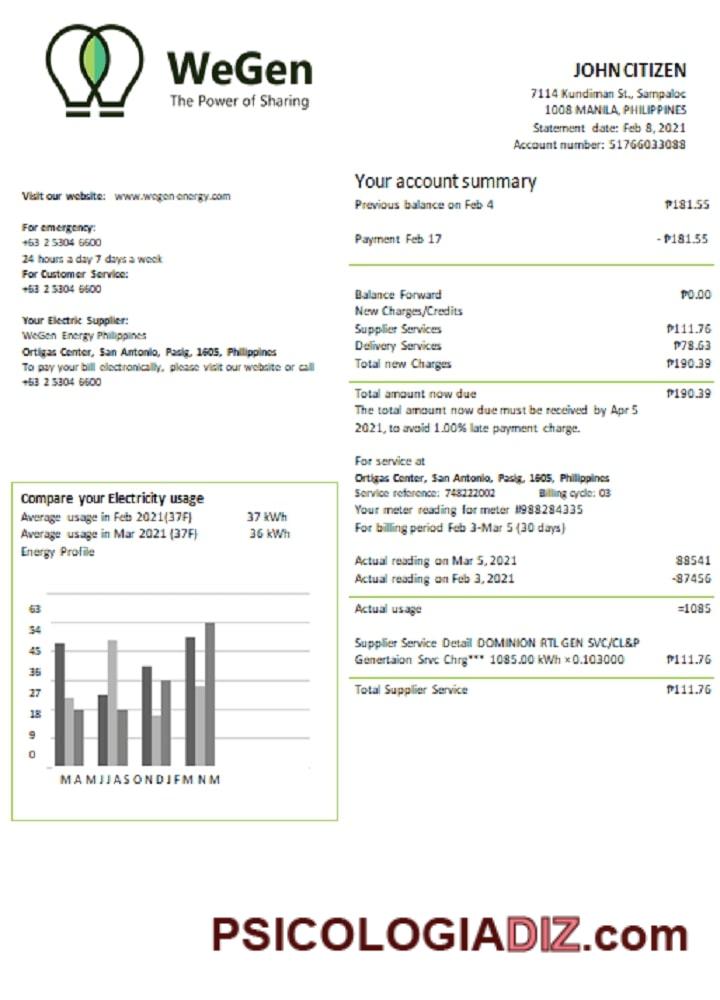 WeGen
The Power of Sharing
JOHN CITIZEN
7114 Kundiman St., Sampaloc
1008 MANILA, PHILIPPINES
Statement date: Feb 8, 2021
Account number: 51766033088
Visit our website: www.wegen-energy.com
For emergency:
+63 2 5304 6600
24 hours a day 7 days a week
For Customer Service:
+63 2 5304 6600
Your Electric Supplier:
WeGen Energy Philippines
Ortigas Center, San Antonio, Pasig, 1605, Philippines
To pay your bill electronically, please visit our website or call
+63 2 5304 6600
Your account summary
Previous balance on Feb 4 ₱181.55
Payment Feb 17 - ₱181.55
Balance Forward ₱0.00
New Charges/Credits
Supplier Services ₱111.76
Delivery Services ₱78.63
Total new Charges ₱190.39
Total amount now due ₱190.39
The total amount now due must be received by Apr 5
2021, to avoid 1.00% late payment charge.
For service at
Ortigas Center, San Antonio, Pasig, 1605, Philippines
Service reference: 748222002 Billing cycle: 03
Your meter reading for meter #988284335
For billing period Feb 3-Mar 5 (30 days)
Actual reading on Mar 5, 2021 88541
Actual reading on Feb 3, 2021 -87456
Actual usage =1085
Supplier Service Detail DOMINION RTL GEN SVC/CL&P
Genertaion Srvc Chrg*** 1085.00 kWh × 0.103000 ₱111.76
Total Supplier Service ₱111.76
Compare your Electricity usage
Average usage in Feb 2021(37F) 37 kWh
Average usage in Mar 2021 (37F) 36 kWh
Energy Profile
63
54
45
36
27
18
9
0
M A M J J A S O N D J F M N M
PSICOLOGIADIZ.com